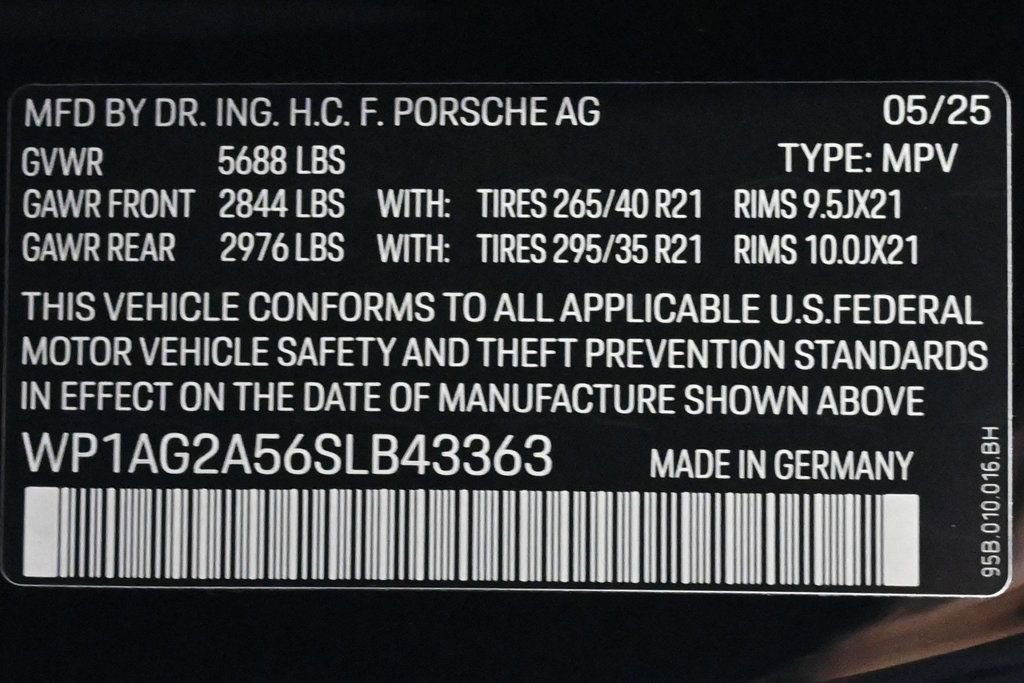 MFD BY DR. ING. H.C. F. PORSCHE AG 05/25
GVWR 5688 LBS TYPE: MPV
GAWR FRONT 2844 LBS WITH: TIRES 265/40 R21 RIMS 9.5JX21
GAWR REAR 2976 LBS WITH: TIRES 295/35 R21 RIMS 10.0JX21
THIS VEHICLE CONFORMS TO ALL APPLICABLE U.S.FEDERAL
MOTOR VEHICLE SAFETY AND THEFT PREVENTION STANDARDS
IN EFFECT ON THE DATE OF MANUFACTURE SHOWN ABOVE
WP1AG2A56SLB43363 MADE IN GERMANY
95B.010.016.BH